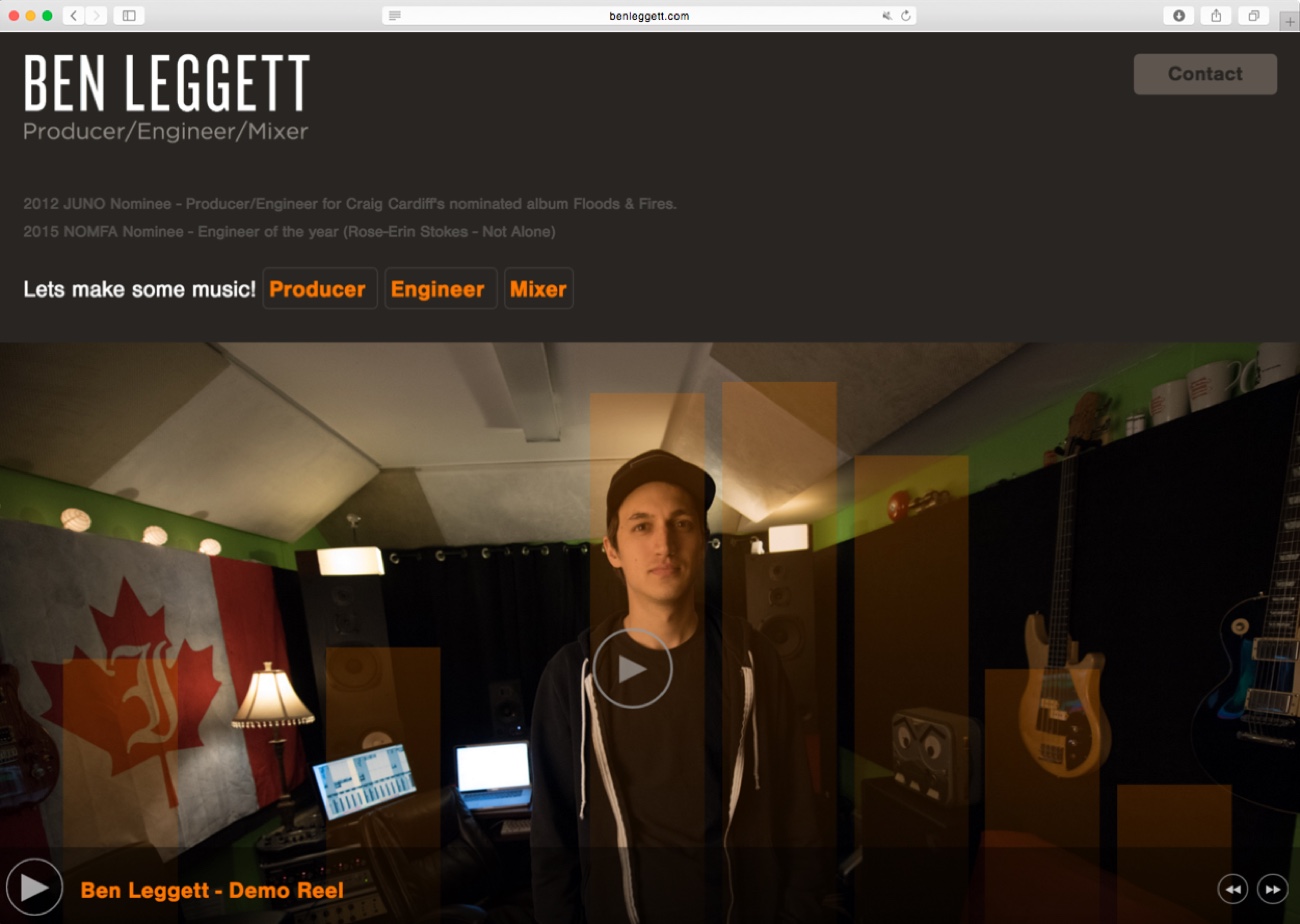 benleggett.com
BEN LEGGETT
Contact
Producer/Engineer/Mixer
2012 JUNO Nominee - Producer/Engineer for Craig Cardiff's nominated album Floods & Fires.
2015 NOMFA Nominee - Engineer of the year (Rose-Erin Stokes - Not Alone)
Lets make some music! Producer Engineer Mixer
Ben Leggett - Demo Reel